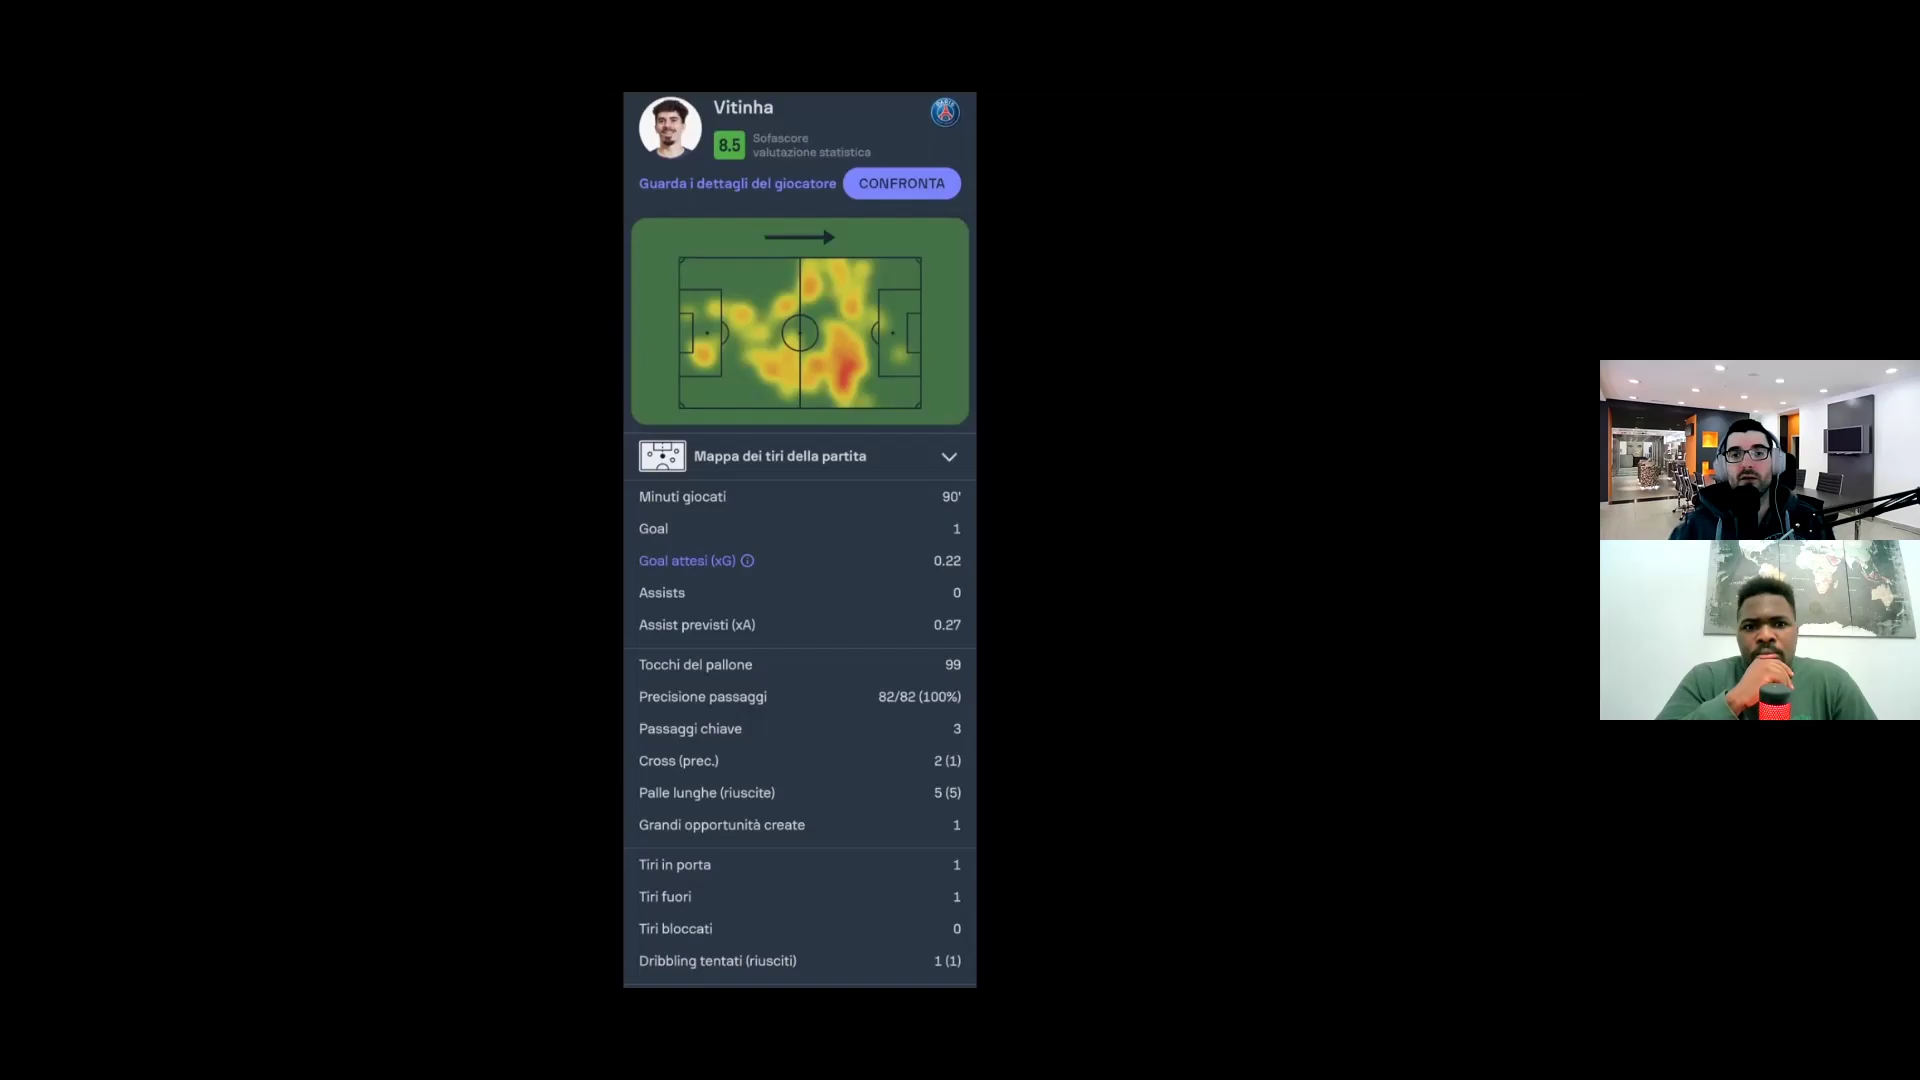 Vitinha
8.5
Sofascore
valutazione statistica
Guarda i dettagli del giocatore
CONFRONTA
Mappa dei tiri della partita
Minuti giocati 90'
Goal 1
Goal attesi (xG) 0.22
Assists 0
Assist previsti (xA) 0.27
Tocchi del pallone 99
Precisione passaggi 82/82 (100%)
Passaggi chiave 3
Cross (prec.) 2 (1)
Palle lunghe (riuscite) 5 (5)
Grandi opportunità create 1
Tiri in porta 1
Tiri fuori 1
Tiri bloccati 0
Dribbling tentati (riusciti) 1 (1)